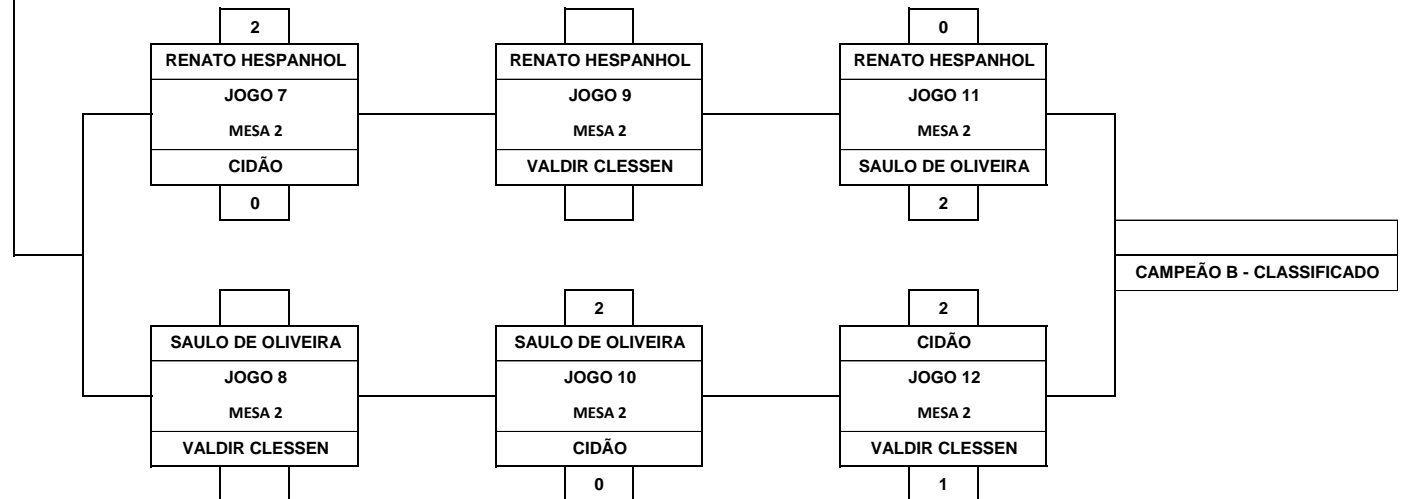 2
RENATO HESPANHOL
JOGO 7
MESA 2
CIDÃO
0
RENATO HESPANHOL
JOGO 9
MESA 2
VALDIR CLESSEN
0
RENATO HESPANHOL
JOGO 11
MESA 2
SAULO DE OLIVEIRA
2
CAMPEÃO B - CLASSIFICADO
SAULO DE OLIVEIRA
JOGO 8
MESA 2
VALDIR CLESSEN
2
SAULO DE OLIVEIRA
JOGO 10
MESA 2
CIDÃO
0
2
CIDÃO
JOGO 12
MESA 2
VALDIR CLESSEN
1